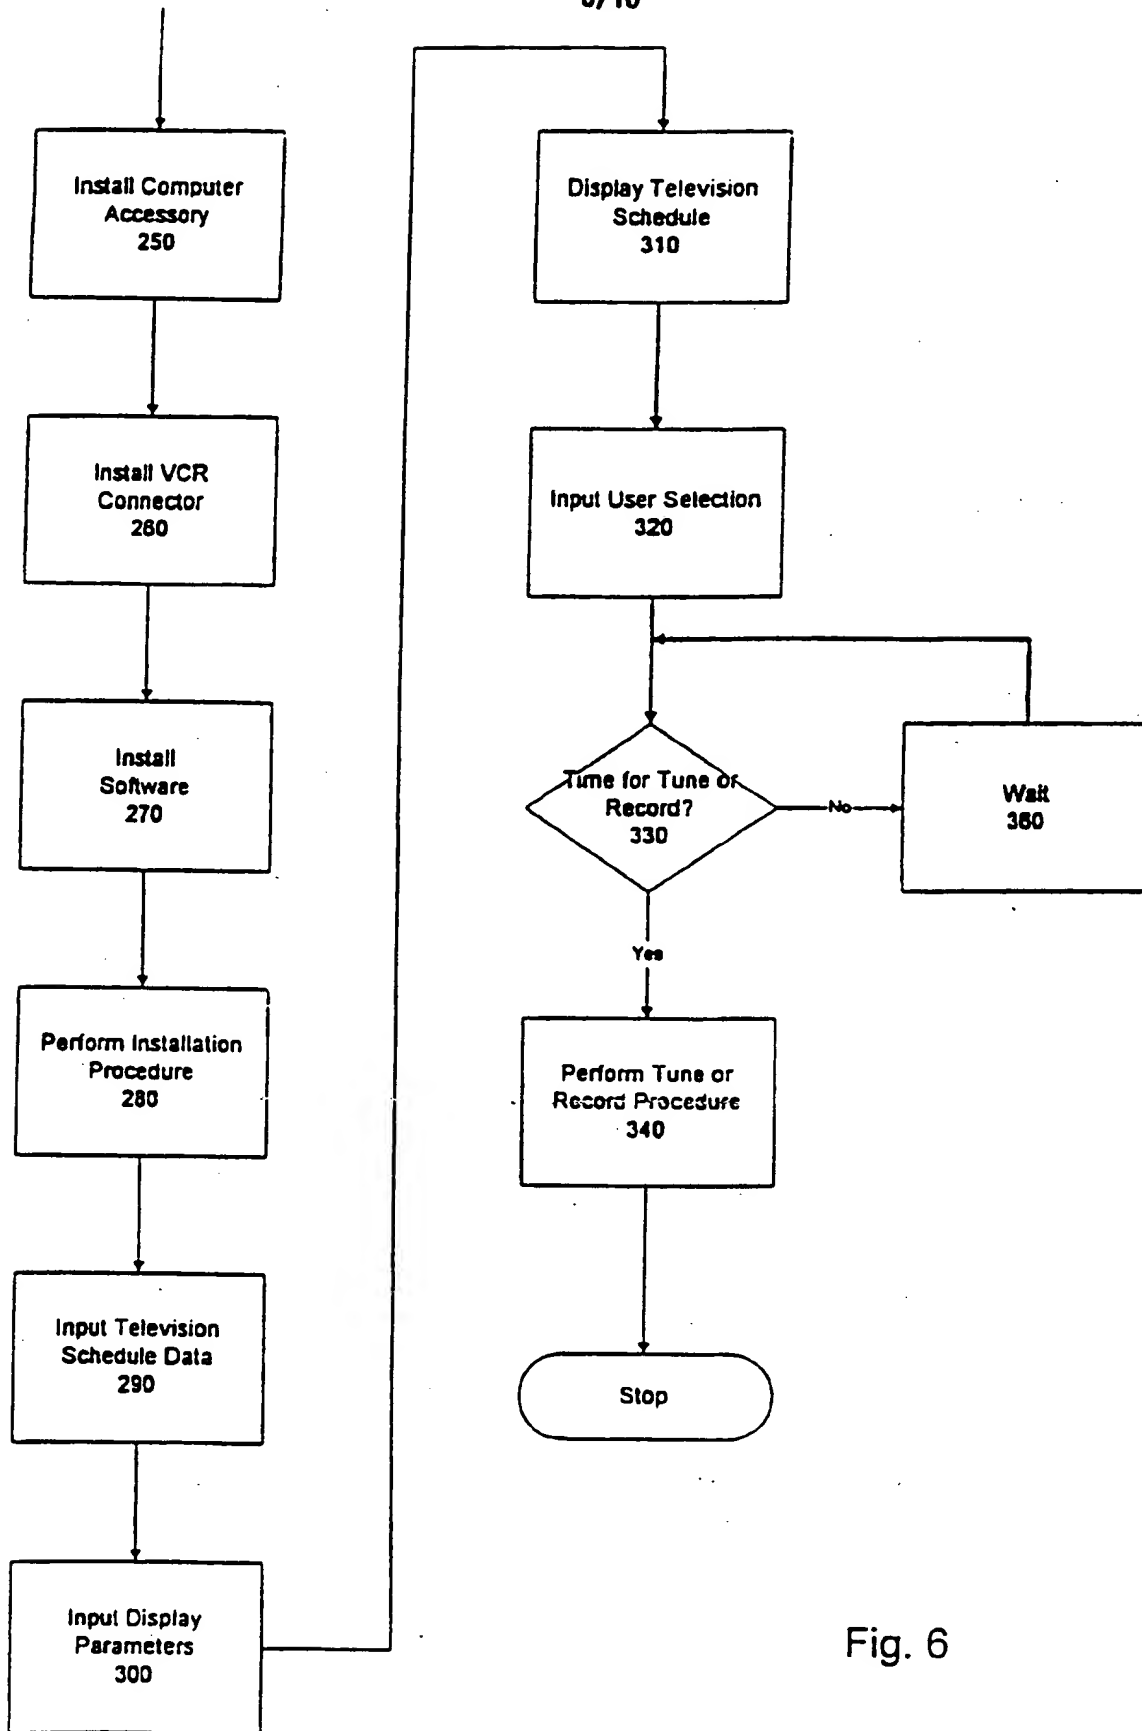 Install Computer
Accessory
250
Install VCR
Connector
260
Install
Software
270
Perform Installation
Procedure
280
Input Television
Schedule Data
290
Input Display
Parameters
300
Display Television
Schedule
310
Input User Selection
320
Time for Tune or
Record?
330
No
Wait
360
Yes
Perform Tune or
Record Procedure
340
Stop
Fig. 6